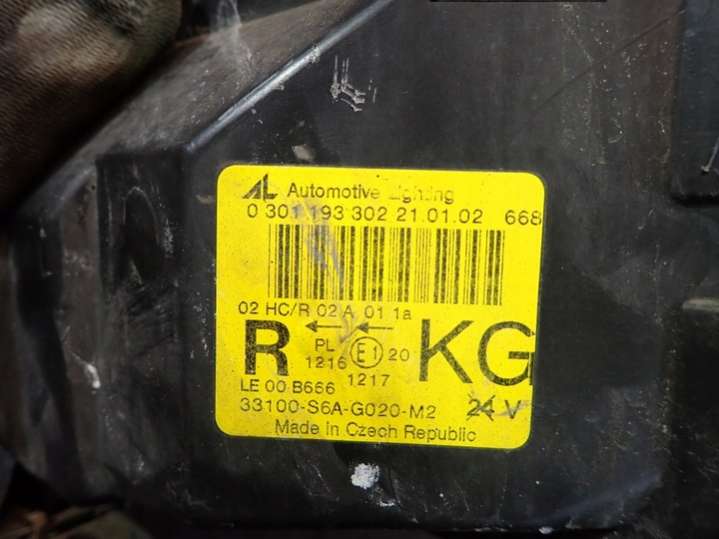 AL Automotive Lighting
0 301 193 302 21.01.02 668
02 HC/R 02 A 01 1a
R PL E1 20 KG
1216
1217
LE 00 B666
33100-S6A-G020-M2 24 V
Made in Czech Republic